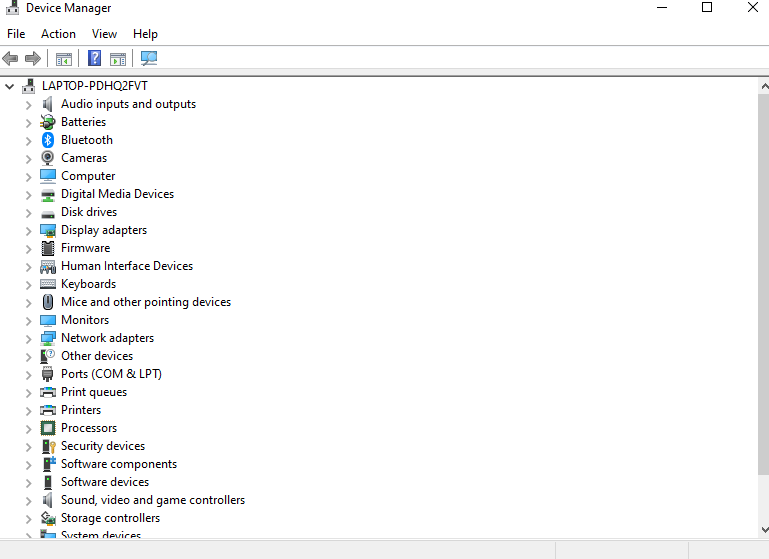 Device Manager
File Action View Help
LAPTOP-PDHQ2FVT
Audio inputs and outputs
Batteries
Bluetooth
Cameras
Computer
Digital Media Devices
Disk drives
Display adapters
Firmware
Human Interface Devices
Keyboards
Mice and other pointing devices
Monitors
Network adapters
Other devices
Ports (COM & LPT)
Print queues
Printers
Processors
Security devices
Software components
Software devices
Sound, video and game controllers
Storage controllers
System devices